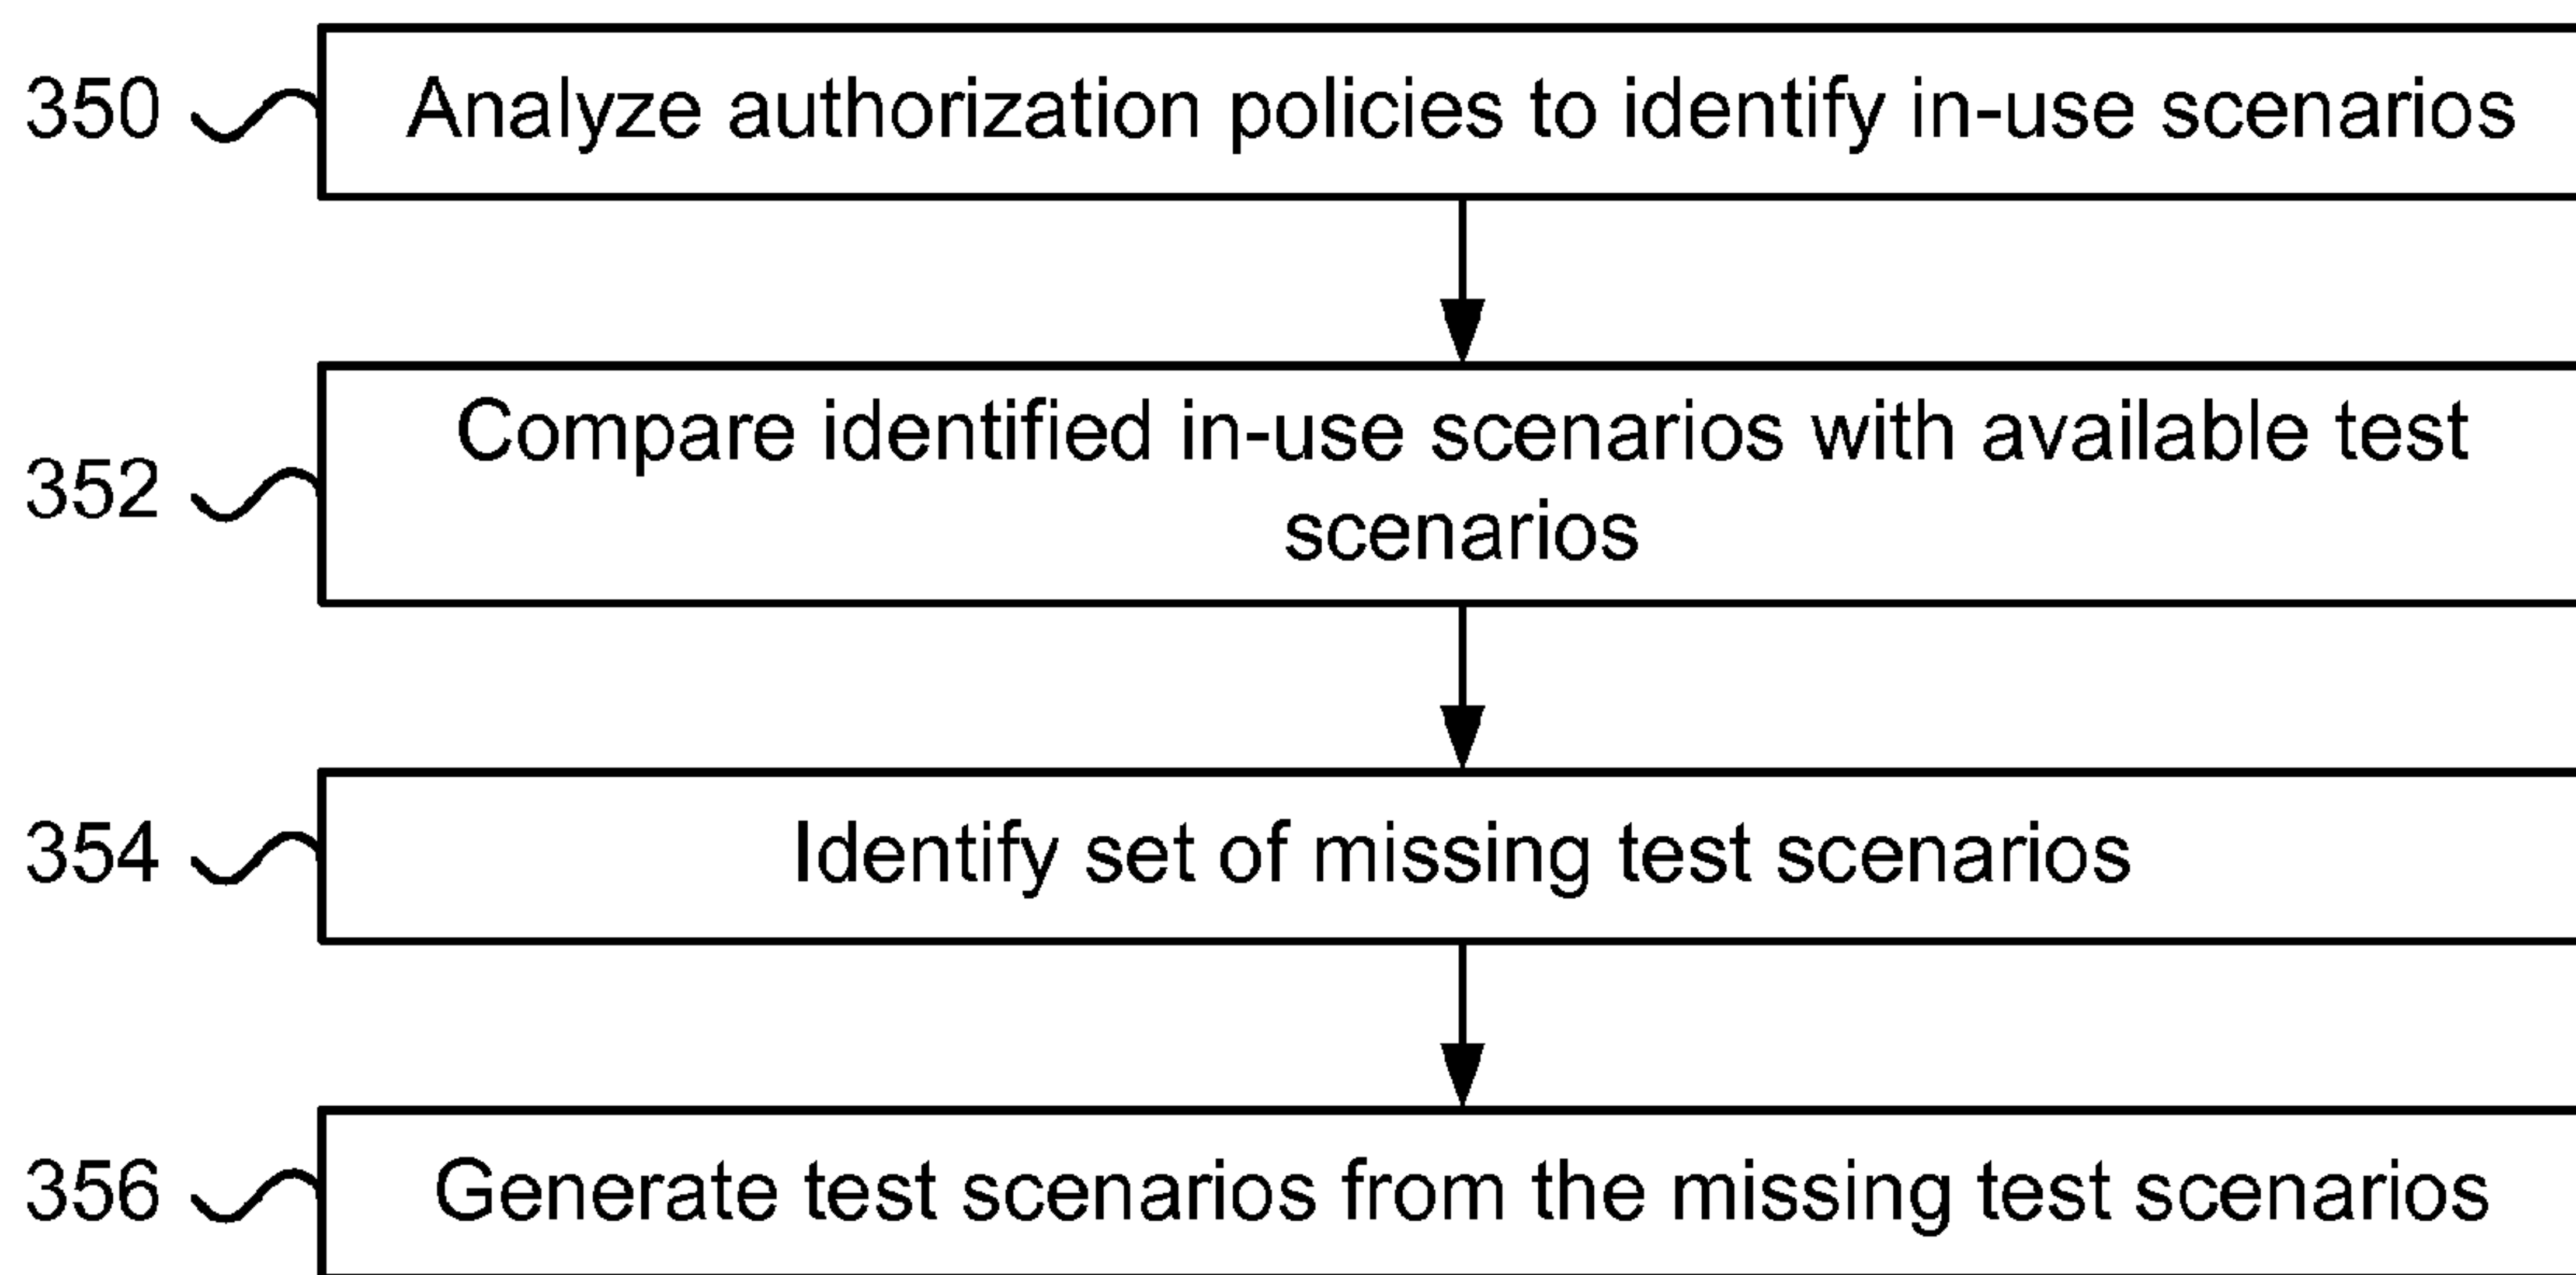 350 Analyze authorization policies to identify in-use scenarios
352 Compare identified in-use scenarios with available test
scenarios
354 Identify set of missing test scenarios
356 Generate test scenarios from the missing test scenarios